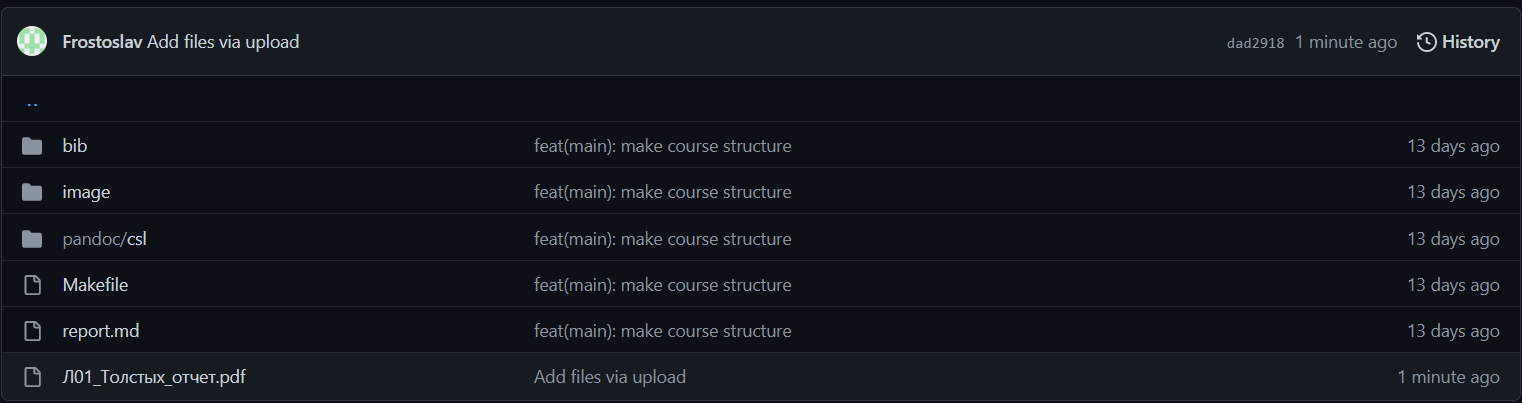 Frostoslav Add files via upload dad2918 1 minute ago History
..
bib feat(main): make course structure 13 days ago
image feat(main): make course structure 13 days ago
pandoc/csl feat(main): make course structure 13 days ago
Makefile feat(main): make course structure 13 days ago
report.md feat(main): make course structure 13 days ago
Л01_Толстых_отчет.pdf Add files via upload 1 minute ago